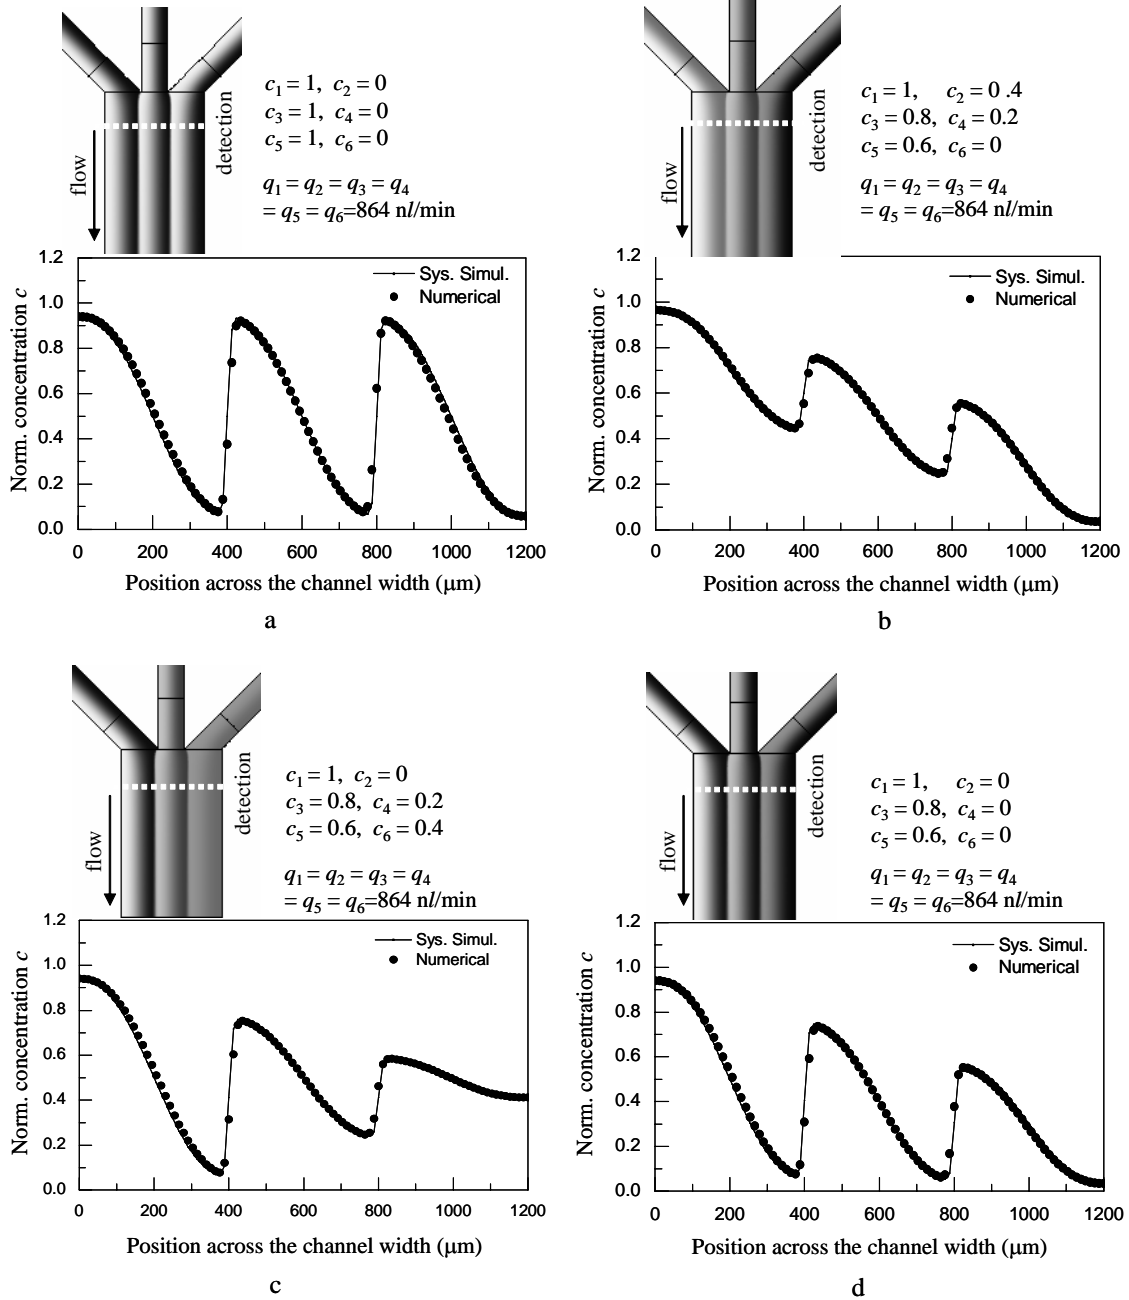 c1 = 1, c2 = 0
c3 = 1, c4 = 0
c5 = 1, c6 = 0
q1 = q2 = q3 = q4
= q5 = q6=864 nl/min
detection
flow
1.2
1.0
0.8
0.6
0.4
0.2
0.0
Sys. Simul.
Numerical
Norm. concentration c
0 200 400 600 800 1000 1200
Position across the channel width (μm)
a
c1 = 1, c2 = 0 .4
c3 = 0.8, c4 = 0.2
c5 = 0.6, c6 = 0
q1 = q2 = q3 = q4
= q5 = q6=864 nl/min
detection
flow
1.2
1.0
0.8
0.6
0.4
0.2
0.0
Sys. Simul.
Numerical
Norm. concentration c
0 200 400 600 800 1000 1200
Position across the channel width (μm)
b
c1 = 1, c2 = 0
c3 = 0.8, c4 = 0.2
c5 = 0.6, c6 = 0.4
q1 = q2 = q3 = q4
= q5 = q6=864 nl/min
detection
flow
1.2
1.0
0.8
0.6
0.4
0.2
0.0
Sys. Simul.
Numerical
Norm. concentration c
0 200 400 600 800 1000 1200
Position across the channel width (μm)
c
c1 = 1, c2 = 0
c3 = 0.8, c4 = 0
c5 = 0.6, c6 = 0
q1 = q2 = q3 = q4
= q5 = q6=864 nl/min
detection
flow
1.2
1.0
0.8
0.6
0.4
0.2
0.0
Sys. Simul.
Numerical
Norm. concentration c
0 200 400 600 800 1000 1200
Position across the channel width (μm)
d